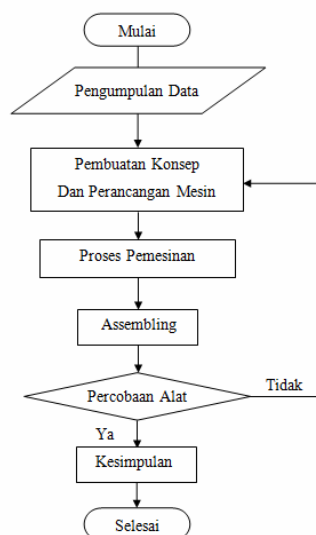 Mulai
Pengumpulan Data
Pembuatan Konsep
Dan Perancangan Mesin
Proses Pemesinan
Assembling
Percobaan Alat
Tidak
Ya
Kesimpulan
Selesai